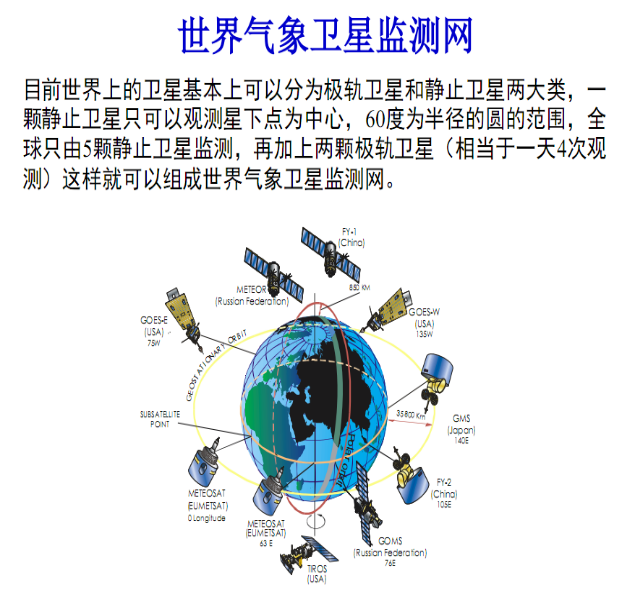 世界气象卫星监测网
目前世界上的卫星基本上可以分为极轨卫星和静止卫星两大类，一
颗静止卫星只可以观测星下点为中心，60度为半径的圆的范围，全
球只由5颗静止卫星监测，再加上两颗极轨卫星（相当于一天4次观
测）这样就可以组成世界气象卫星监测网。
FY-1
(China)
METEOR
(Russian Federation)
850 KM
GOES-E
(USA)
75W
GOES-W
(USA)
135W
GEOSTATIONARY ORBIT
SUBSATELLITE
POINT
35800 Km
GMS
(Japan)
140E
Polar orbit
METEOSAT
(EUMETSAT)
0 Longitude
METEOSAT
(EUMETSAT)
63 E
FY-2
(China)
105E
GOMS
(Russian Federation)
76E
TIROS
(USA)